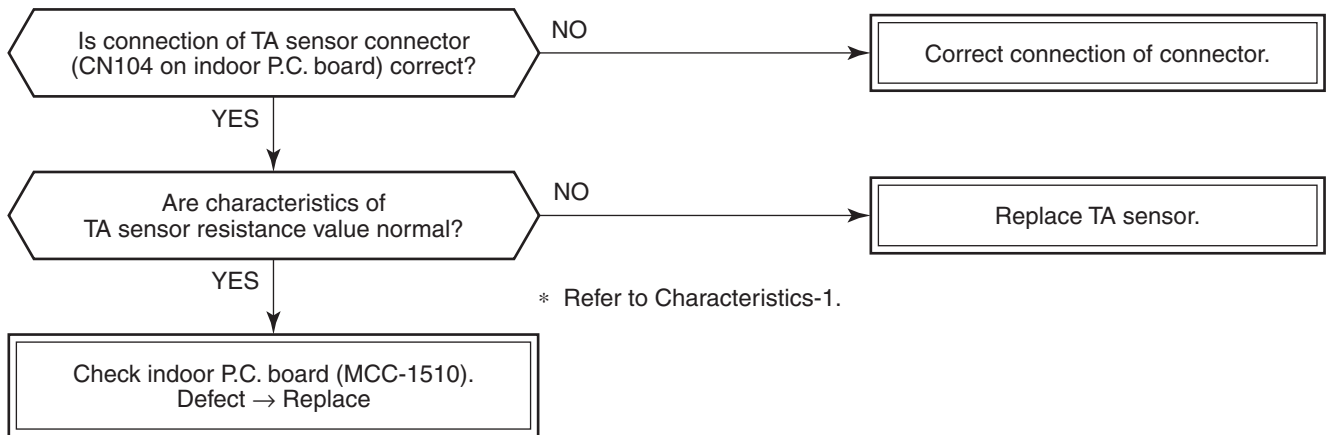 Is connection of TA sensor connector
(CN104 on indoor P.C. board) correct?
NO
Correct connection of connector.
YES
Are characteristics of
TA sensor resistance value normal?
NO
Replace TA sensor.
YES
* Refer to Characteristics-1.
Check indoor P.C. board (MCC-1510).
Defect → Replace